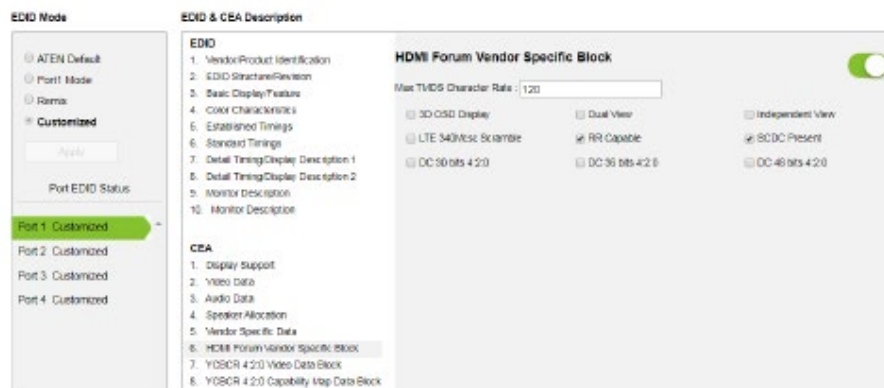 EDID Mode
ATEN Default
Port1 Mode
Remix
Customized
Apply
Port EDID Status
Port 1 Customized
Port 2 Customized
Port 3 Customized
Port 4 Customized
EDID & CEA Description
EDID
1. Vendor/Product Identification
2. EDID Structure/Revision
3. Basic Display/Feature
4. Color Characteristics
5. Established Timings
6. Standard Timings
7. Detail Timing/Display Description 1
8. Detail Timing/Display Description 2
9. Monitor Description
10. Monitor Description
CEA
1. Display Support
2. Video Data
3. Audio Data
4. Speaker Allocation
5. Vendor Specific Data
6. HDMI Forum Vendor Specific Block
7. YCBCR 4:2:0 Video Data Block
8. YCBCR 4:2:0 Capability Map Data Block
HDMI Forum Vendor Specific Block
Max TMDS Character Rate : 120
3D OSD Display
Dual View
Independent View
LTE 340Mcsc Scramble
RR Capable
SCDC Present
DC 30 bits 4:2:0
DC 36 bits 4:2:0
DC 48 bits 4:2:0